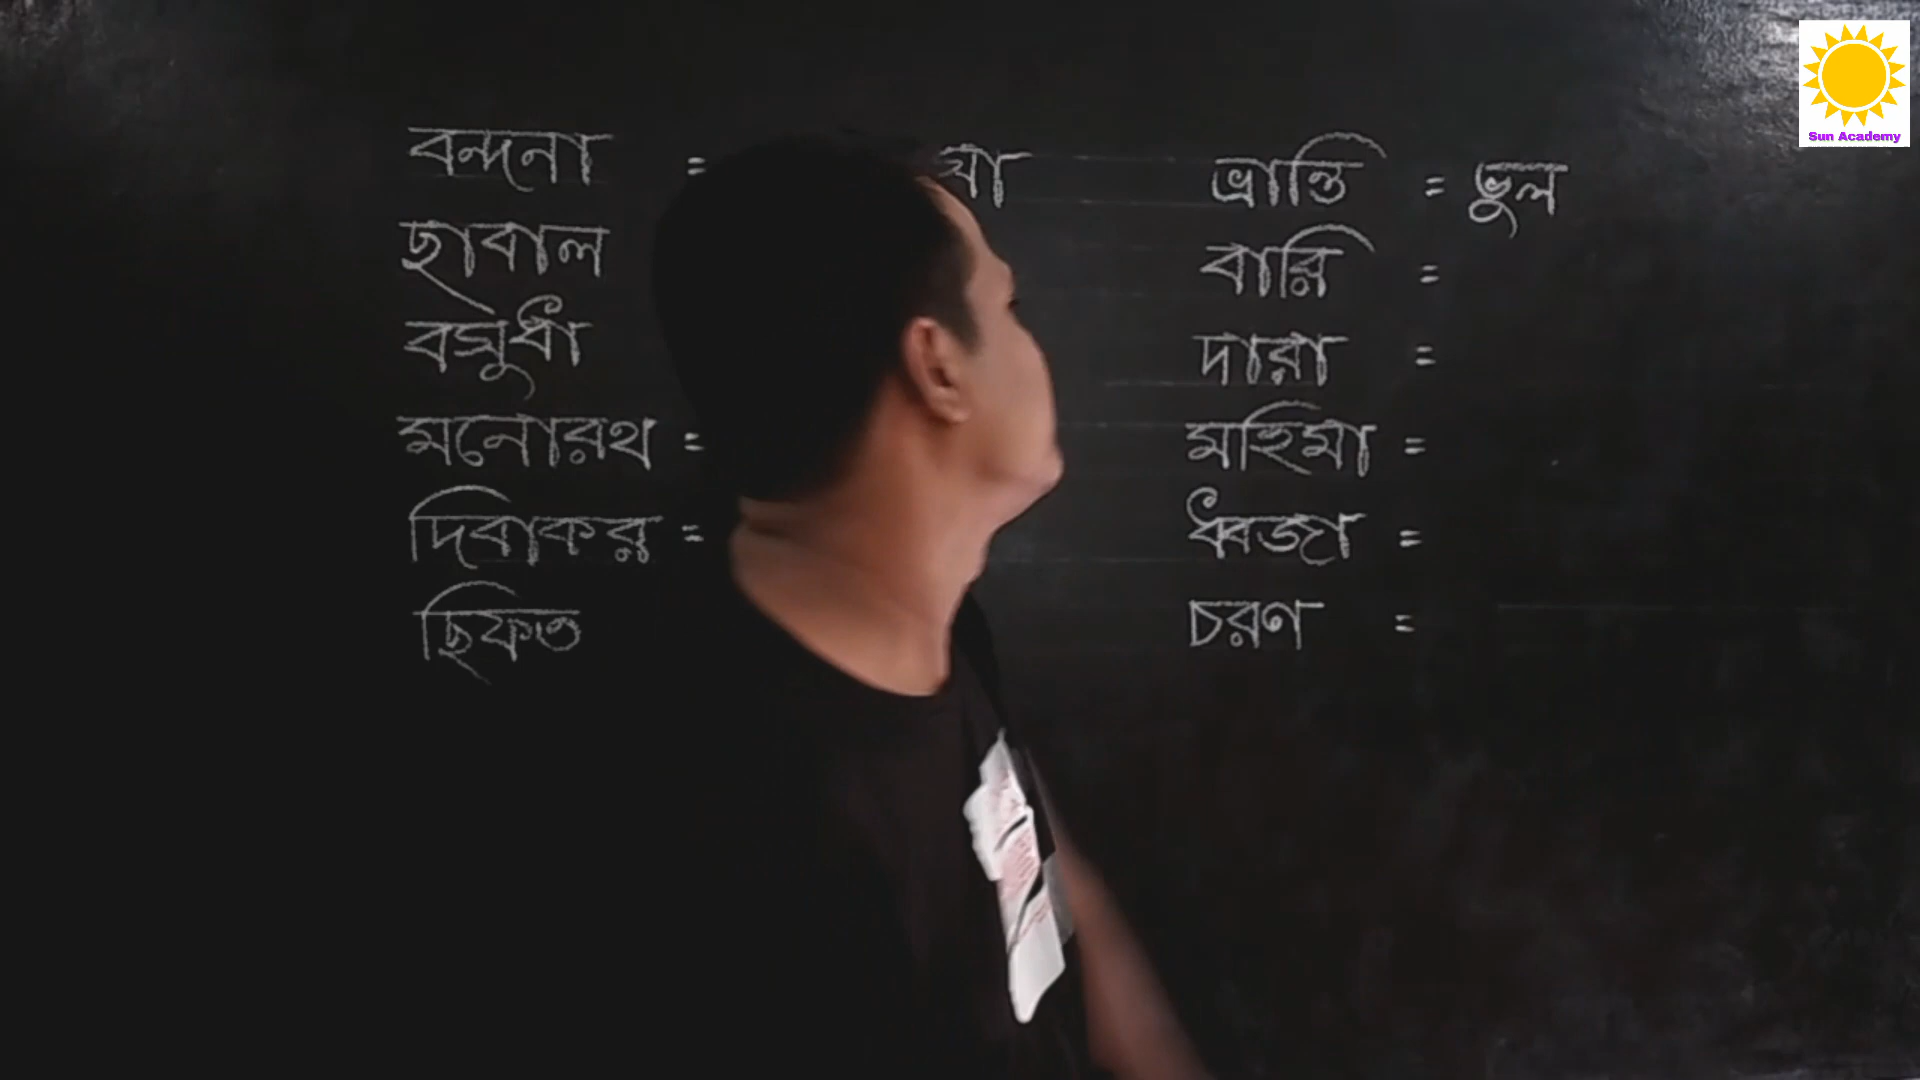 বন্দনা =
ভ্রান্তি = ভুল
ছাবাল
বারি =
বসুধা
দারা =
মনোরথ =
মহিমা =
দিবাকর =
ধ্বজা =
ছিফত
চরণ =
Sun Academy